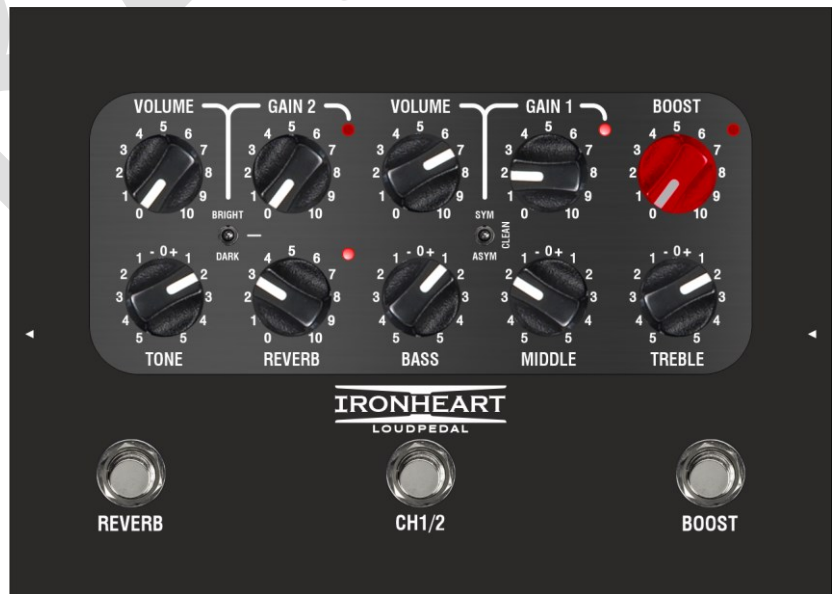 VOLUME GAIN 2 VOLUME GAIN 1 BOOST
0 1 2 3 4 5 6 7 8 9 10
0 1 2 3 4 5 6 7 8 9 10
0 1 2 3 4 5 6 7 8 9 10
0 1 2 3 4 5 6 7 8 9 10
0 1 2 3 4 5 6 7 8 9 10
BRIGHT
DARK
SYM
ASYM
CLEAN
5 4 3 2 1 - 0 + 1 2 3 4 5
0 1 2 3 4 5 6 7 8 9 10
5 4 3 2 1 - 0 + 1 2 3 4 5
5 4 3 2 1 - 0 + 1 2 3 4 5
5 4 3 2 1 - 0 + 1 2 3 4 5
TONE REVERB BASS MIDDLE TREBLE
IRONHEART
LOUDPEDAL
REVERB CH1/2 BOOST